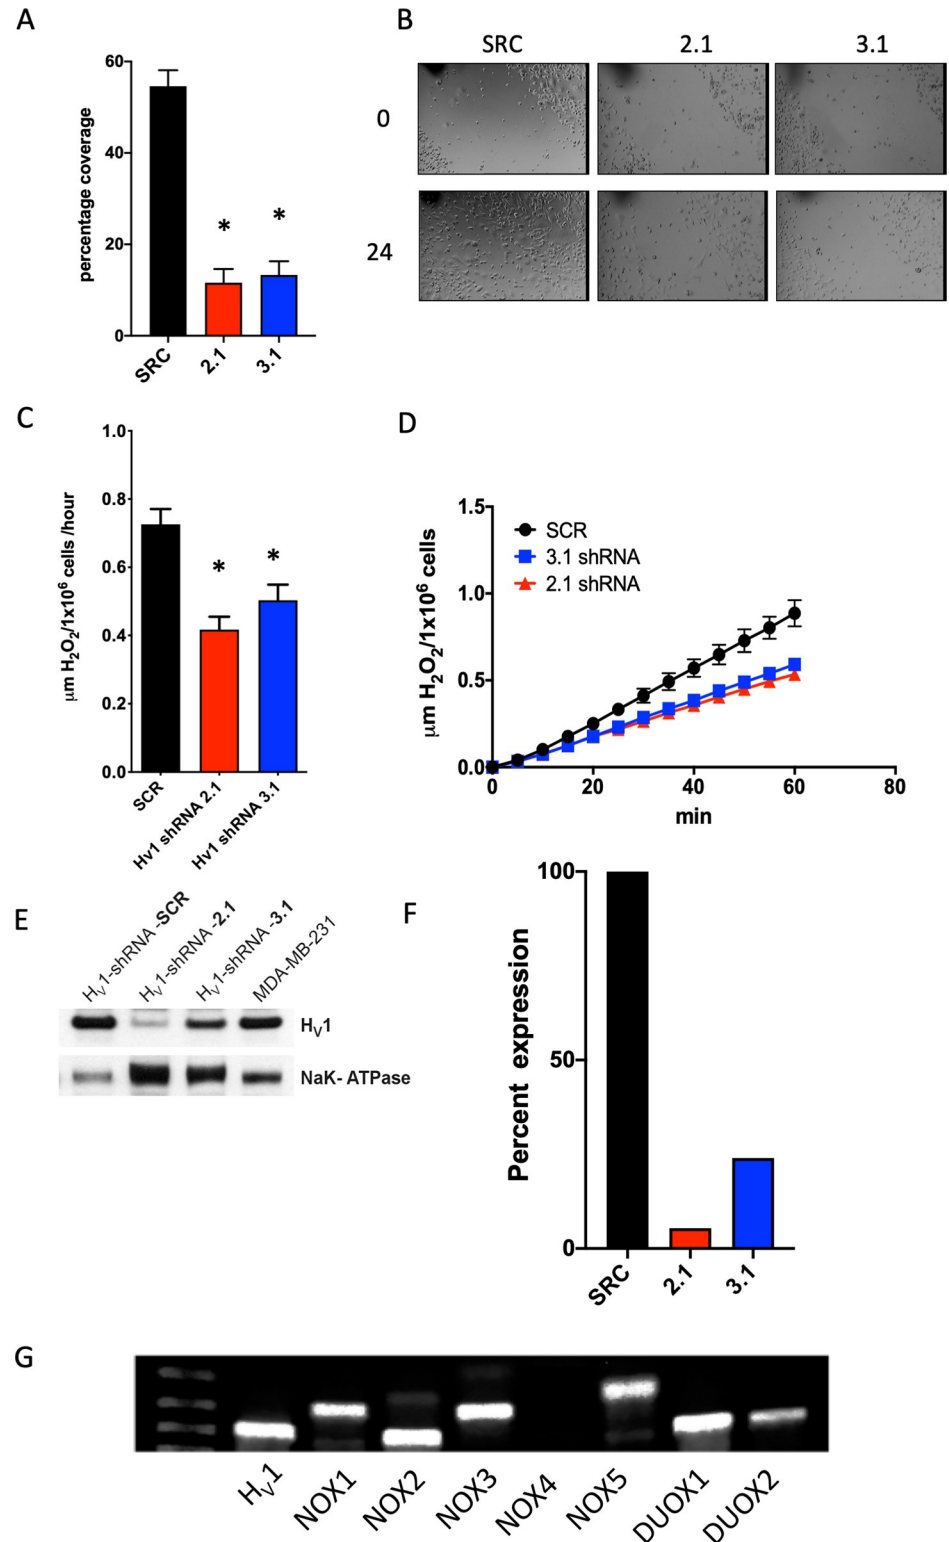 A
percentage coverage
60
40
20
0
*
*
SRC
2.1
3.1
B
SRC
2.1
3.1
0
24
C
μm H₂O₂/1x10⁶ cells /hour
1.0
0.8
0.6
0.4
0.2
0.0
*
*
SCR
Hv1 shRNA 2.1
Hv1 shRNA 3.1
D
μm H₂O₂/1x10⁶ cells
1.5
1.0
0.5
0.0
SCR
3.1 shRNA
2.1 shRNA
0
20
40
60
80
min
E
HV1-shRNA -SCR
HV1-shRNA -2.1
HV1-shRNA -3.1
MDA-MB-231
HV1
NaK- ATPase
F
Percent expression
100
50
0
SRC
2.1
3.1
G
HV1
NOX1
NOX2
NOX3
NOX4
NOX5
DUOX1
DUOX2